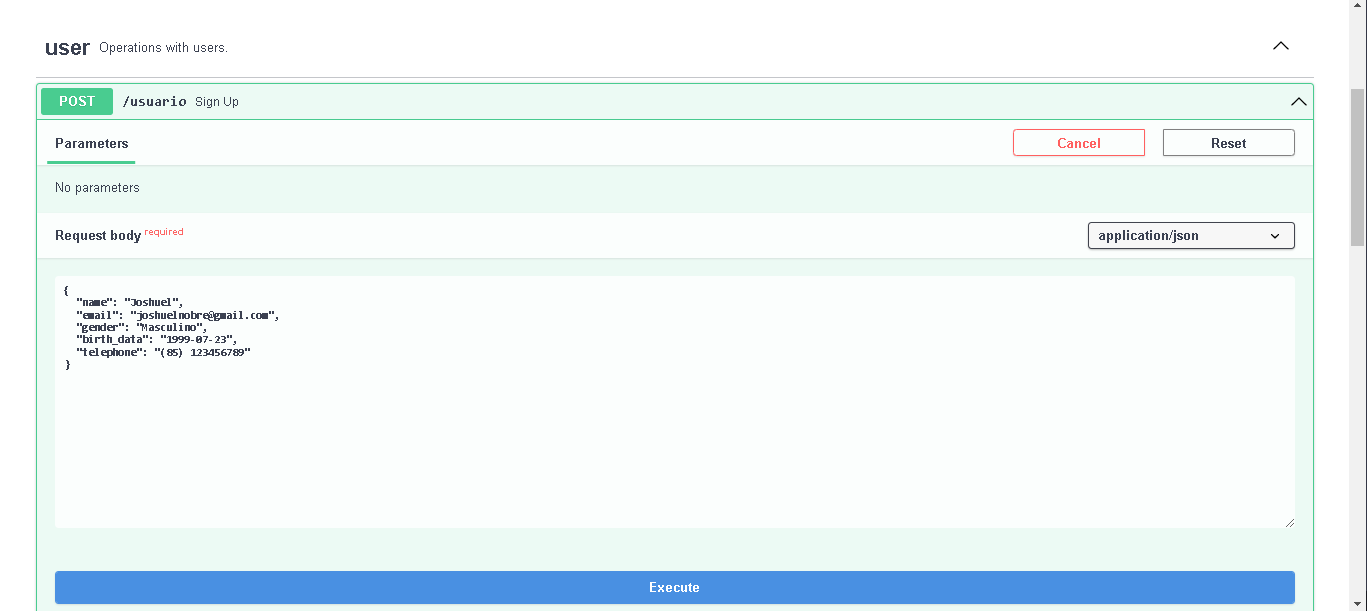 user Operations with users.
POST /usuario Sign Up
Parameters Cancel Reset
No parameters
Request body required application/json
{
"name": "Joshuel",
"email": "joshuelnobre@gmail.com",
"gender": "Masculino",
"birth_data": "1999-07-23",
"telephone": "(85) 123456789"
}
Execute